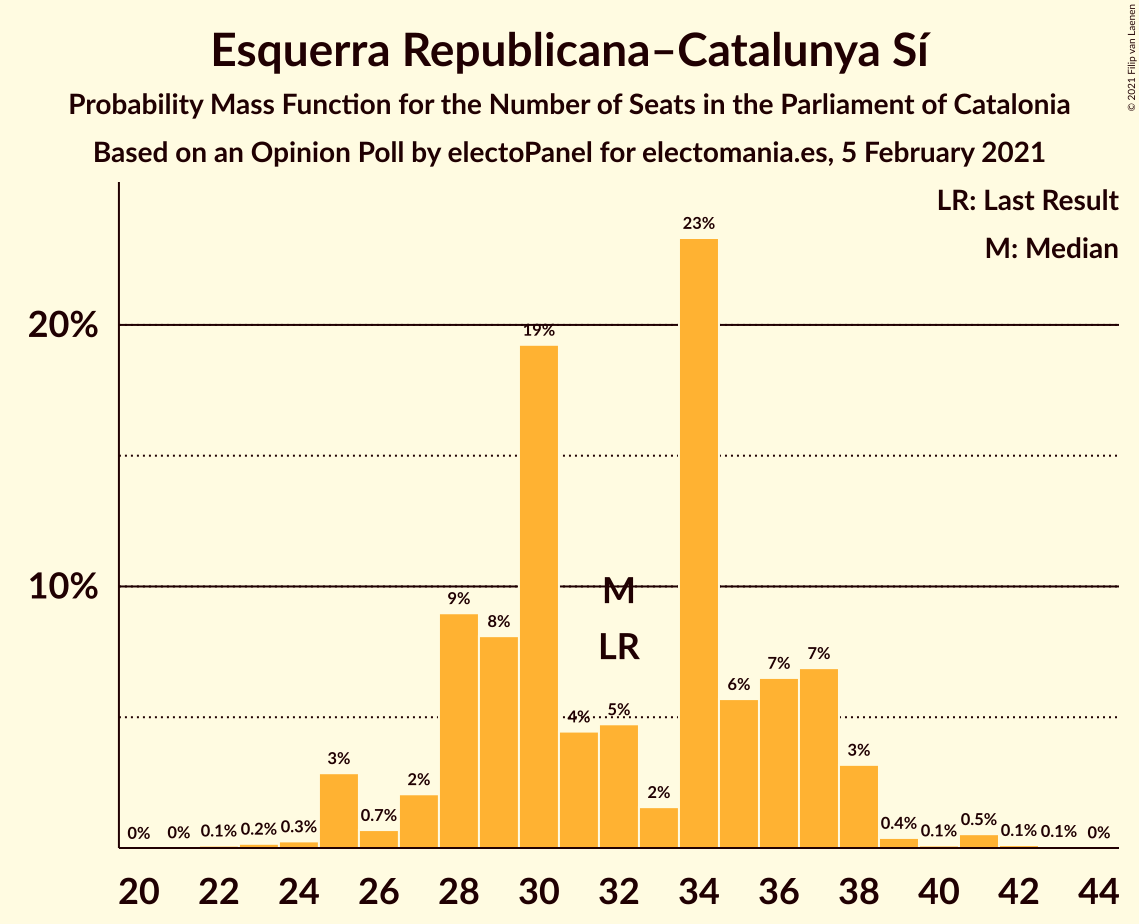 Esquerra Republicana–Catalunya Sí
Probability Mass Function for the Number of Seats in the Parliament of Catalonia
Based on an Opinion Poll by electoPanel for electomania.es, 5 February 2021
© 2021 Filip van Laenen
LR: Last Result
M: Median
20%
10%
0% 0% 0.1% 0.2% 0.3% 3% 0.7% 2% 9% 8% 19% 4% 5% 2% 23% 6% 7% 7% 3% 0.4% 0.1% 0.5% 0.1% 0.1% 0%
M
LR
20 22 24 26 28 30 32 34 36 38 40 42 44